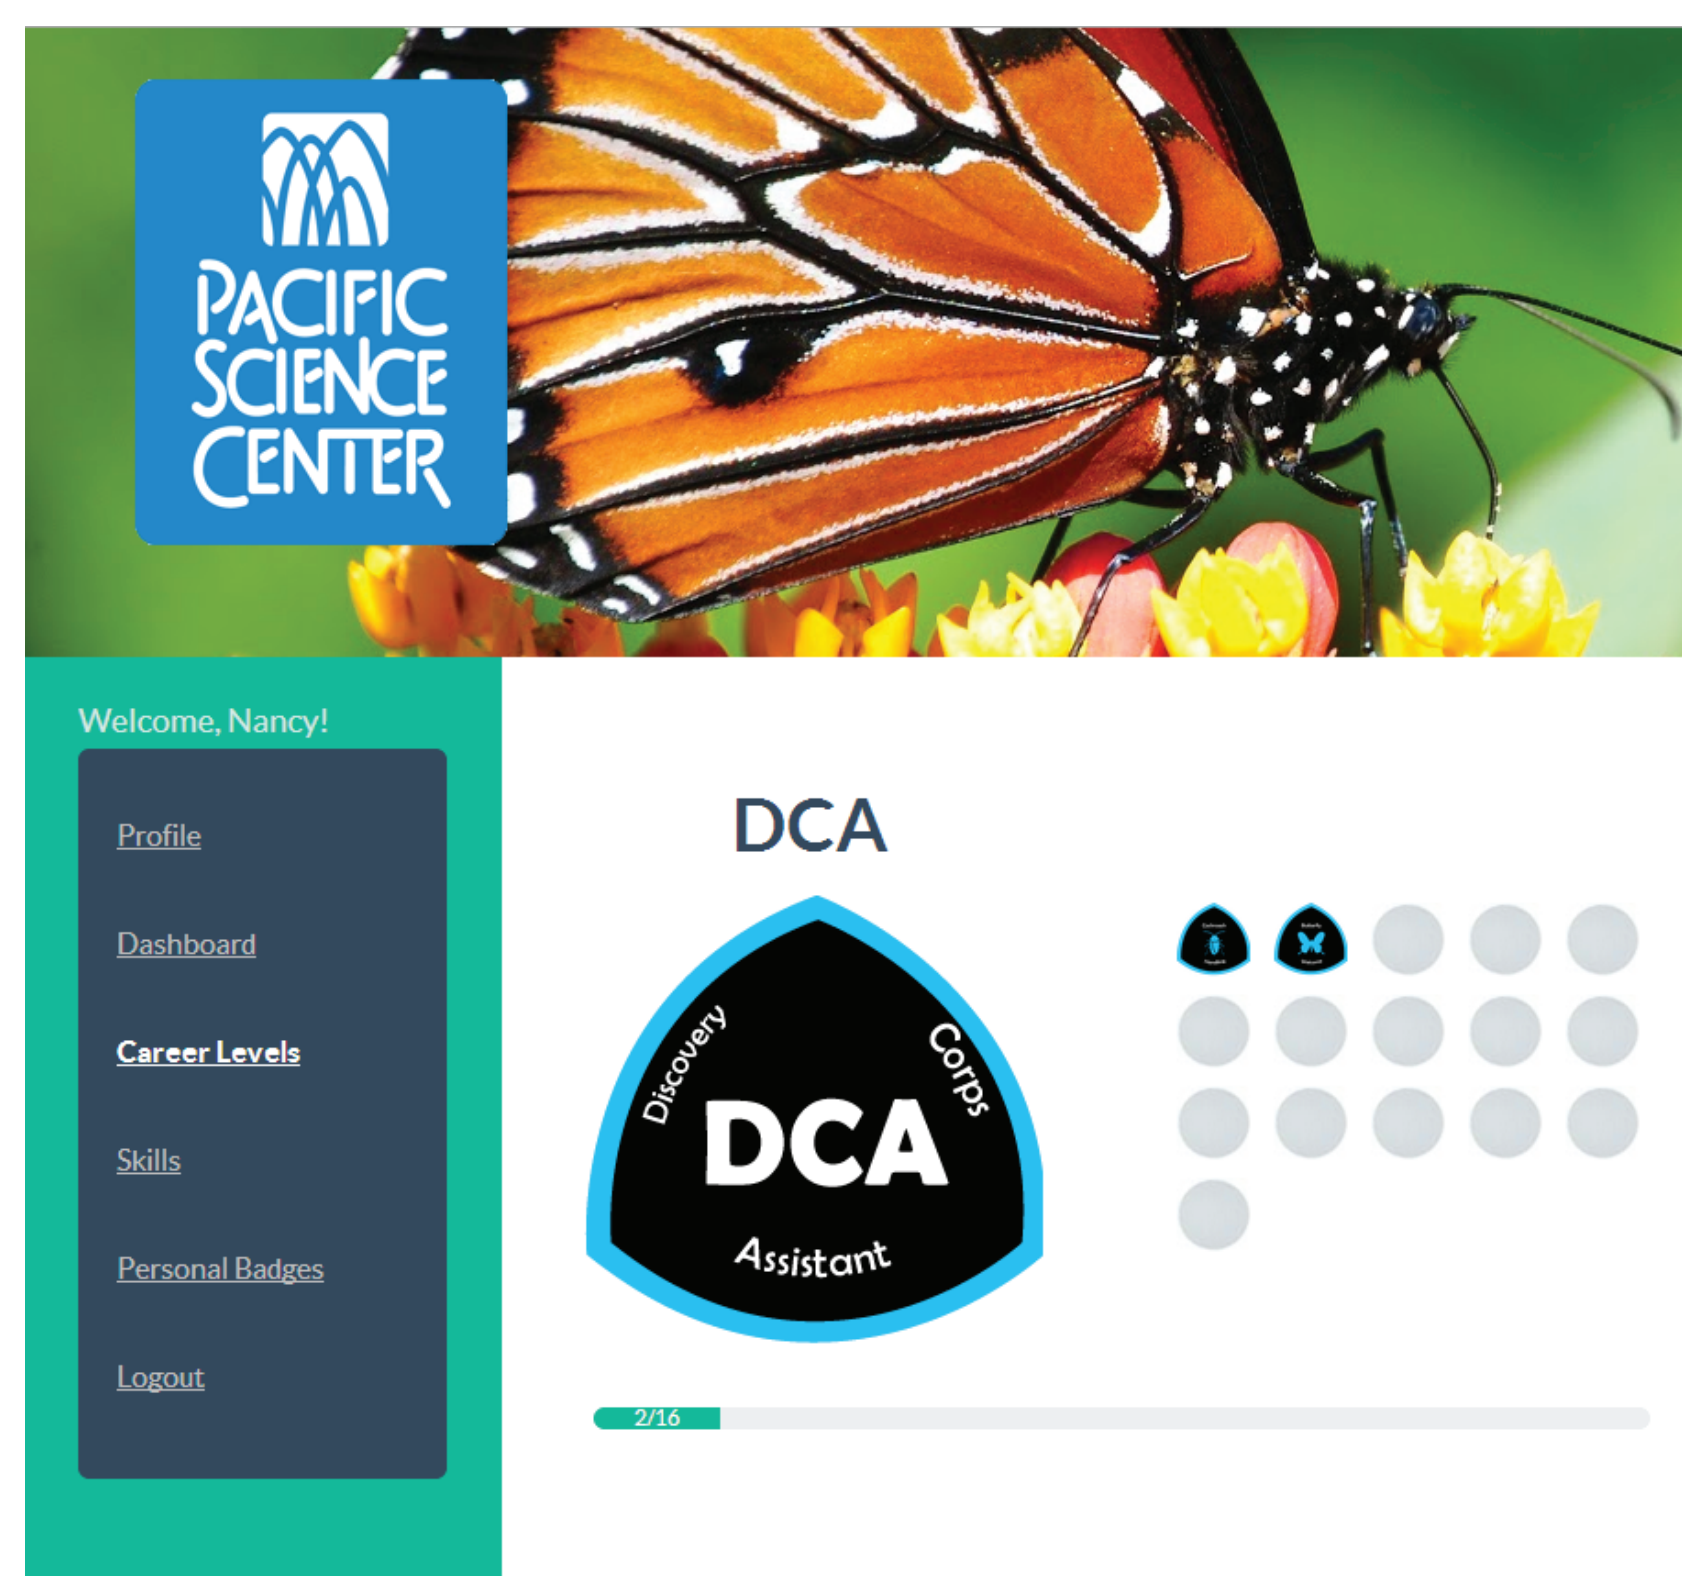 PACIFIC
SCIENCE
CENTER
Welcome, Nancy!
Profile
Dashboard
Career Levels
Skills
Personal Badges
Logout
DCA
Discovery
Corps
DCA
Assistant
Butterfly
2/16